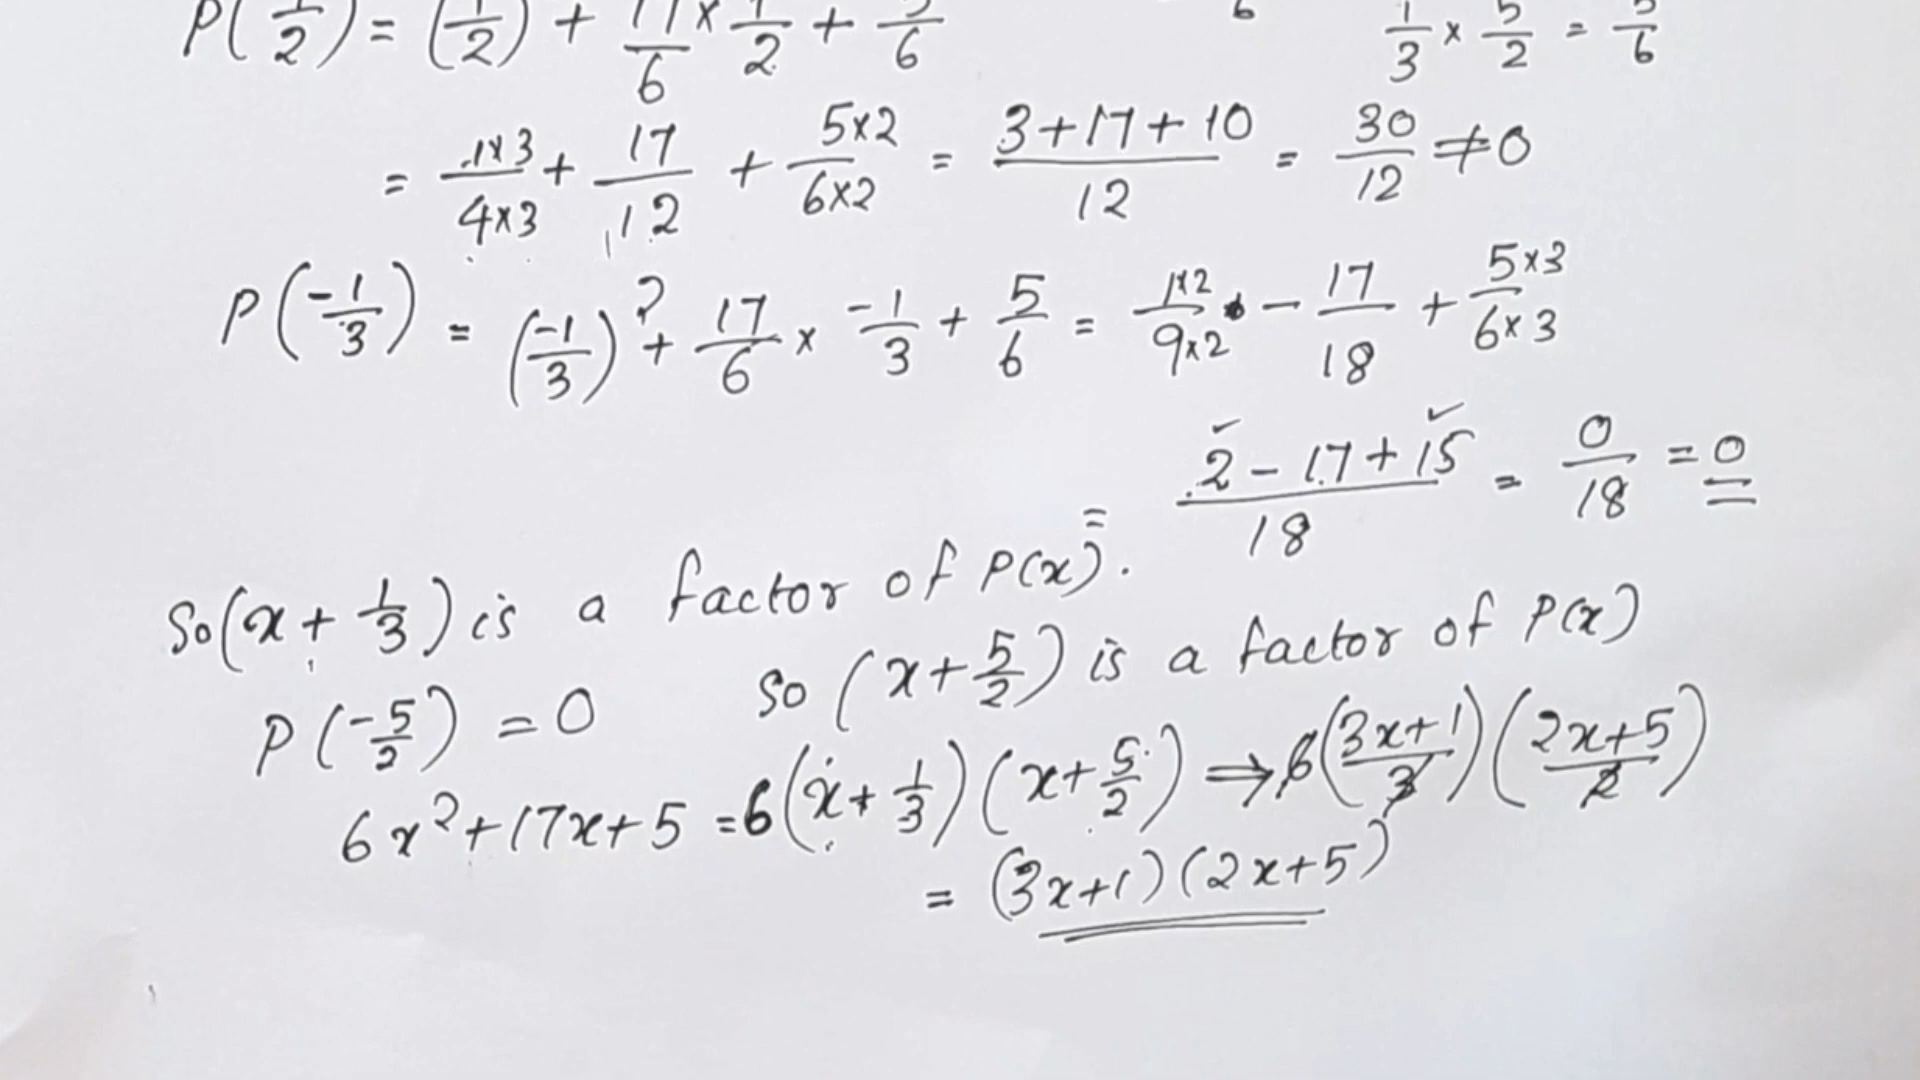 P(1/2) = (1/2) + 17/6 × 1/2 + 5/6
6
1/3 × 5/2 = 5/6
= 1×3/4×3 + 17/12 + 5×2/6×2 = 3+17+10/12 = 30/12 ≠ 0
P(-1/3) = (-1/3)² + 17/6 × -1/3 + 5/6 = 1×2/9×2 - 17/18 + 5×3/6×3
= 2-17+15/18 = 0/18 = 0
So (x + 1/3) is a factor of P(x).
P(-5/2) = 0 So (x + 5/2) is a factor of P(x)
6x²+17x+5 = 6(x + 1/3)(x + 5/2) ⇒ 6(3x+1/3)(2x+5/2)
= (3x+1)(2x+5)